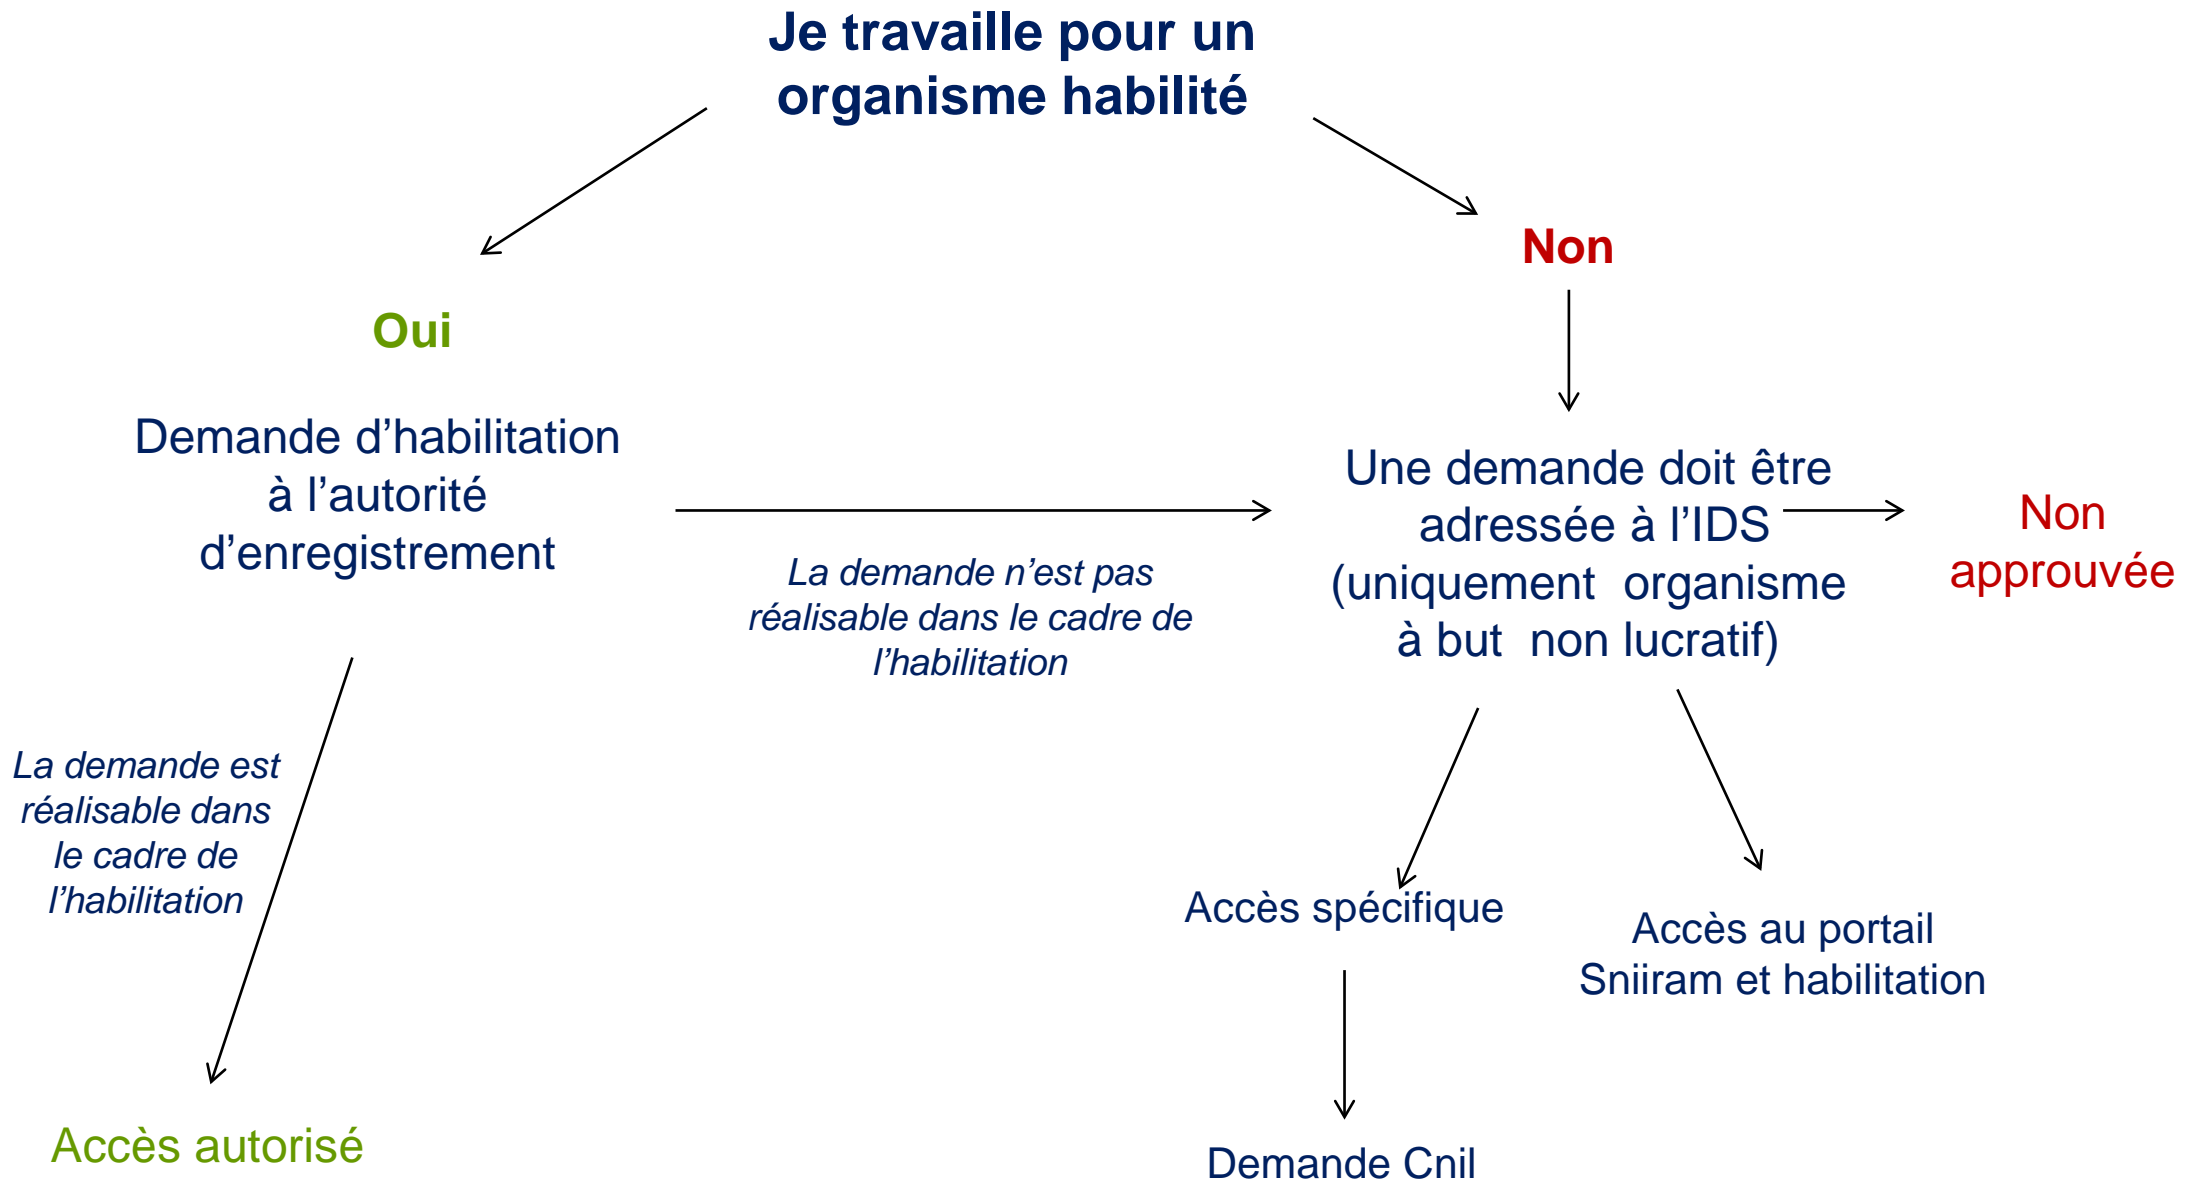 Je travaille pour un
organisme habilité
Non
Oui
Demande d’habilitation
à l’autorité
d’enregistrement
La demande n’est pas
réalisable dans le cadre de
l’habilitation
Une demande doit être
adressée à l’IDS
(uniquement organisme
à but non lucratif)
Non
approuvée
La demande est
réalisable dans
le cadre de
l’habilitation
Accès spécifique
Accès au portail
Sniiram et habilitation
Accès autorisé
Demande Cnil